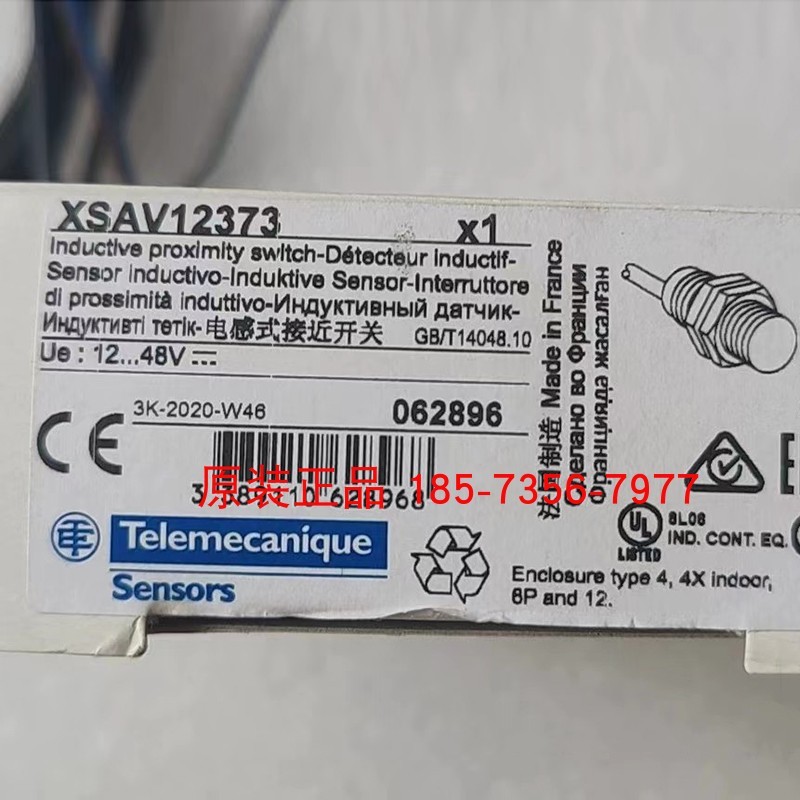 XSAV12373 x1
Inductive proximity switch-Détecteur inductif-
Sensor inductivo-Induktive Sensor-Interruttore
di prossimità induttivo-Индуктивный датчик-
Индуктивті тетік-电感式接近开关 GB/T14048.10
Ue : 12...48V
3K-2020-W46 062896
CE
原装正品 185-7356-7977
法国制造 Made in France
Сделано во Франции
Францияда жасалған
Telemecanique
Sensors
UL
LISTED
8L08
IND. CONT. EQ.
Enclosure type 4, 4X indoor,
6P and 12.